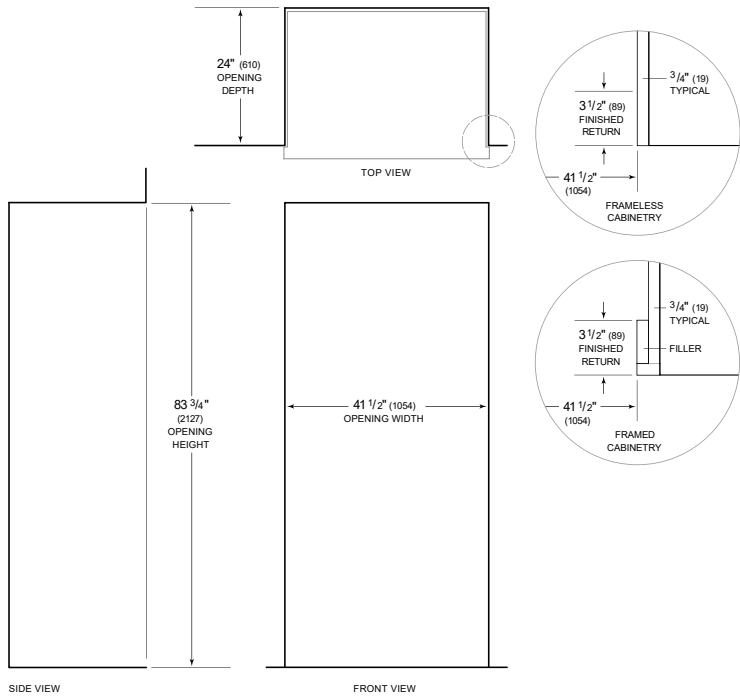 24" (610)
OPENING
DEPTH
TOP VIEW
3/4" (19)
TYPICAL
3 1/2" (89)
FINISHED
RETURN
41 1/2"
(1054)
FRAMELESS
CABINETRY
3/4" (19)
TYPICAL
3 1/2" (89)
FINISHED
RETURN
FILLER
41 1/2"
(1054)
FRAMED
CABINETRY
83 3/4"
(2127)
OPENING
HEIGHT
41 1/2" (1054)
OPENING WIDTH
SIDE VIEW
FRONT VIEW